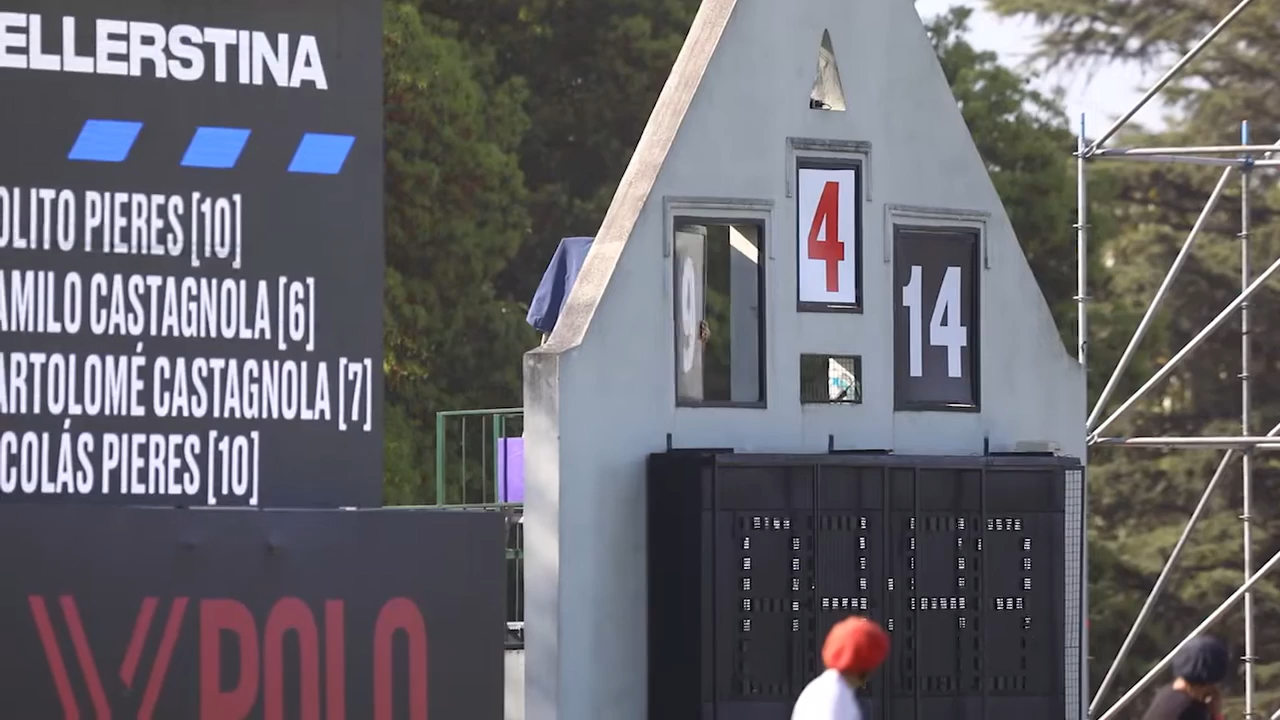 ELLERSTINA
OLITO PIERES [10]
AMILO CASTAGNOLA [6]
ARTOLOMÉ CASTAGNOLA [7]
COLÁS PIERES [10]
POLO
4
9
14